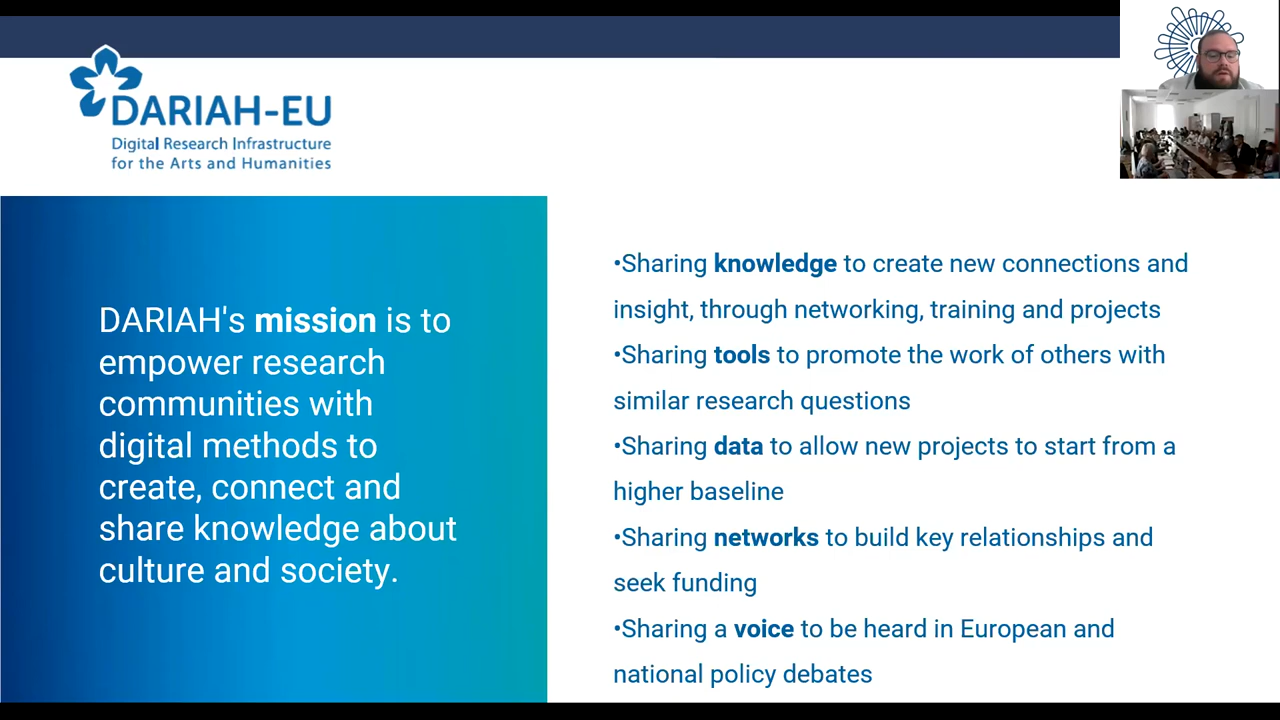 DARIAH-EU
Digital Research Infrastructure
for the Arts and Humanities
DARIAH's mission is to
empower research
communities with
digital methods to
create, connect and
share knowledge about
culture and society.
•Sharing knowledge to create new connections and
insight, through networking, training and projects
•Sharing tools to promote the work of others with
similar research questions
•Sharing data to allow new projects to start from a
higher baseline
•Sharing networks to build key relationships and
seek funding
•Sharing a voice to be heard in European and
national policy debates